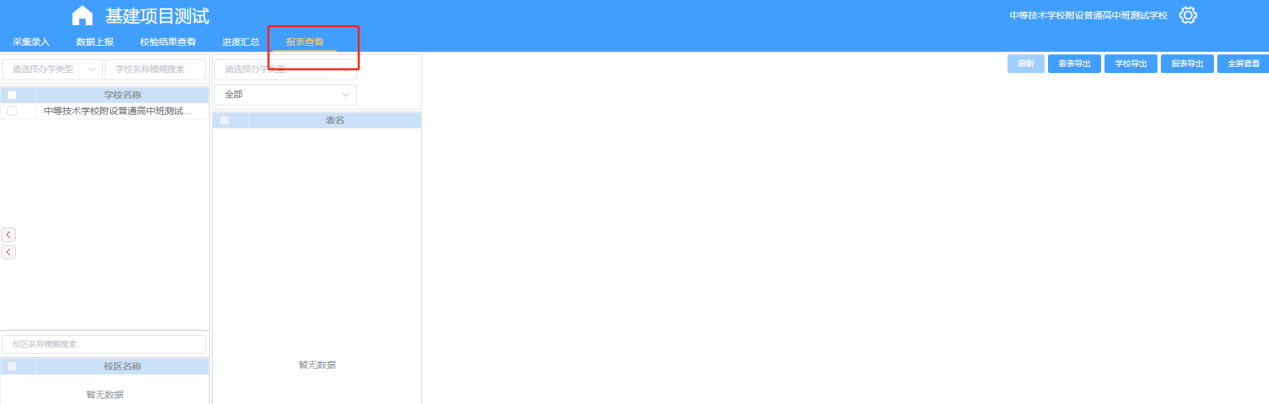 基建项目测试
中等技术学校附设普通高中班测试学校
采集录入 数据上报 校验结果查看 进度汇总 报表查看
请选择办学类型 学校名称模糊搜索
请选择办学类型
刷新 套表导出 学校导出 报表导出 全屏查看
学校名称
全部
中等技术学校附设普通高中班测试...
表名
校区名称模糊搜索
校区名称
暂无数据
暂无数据